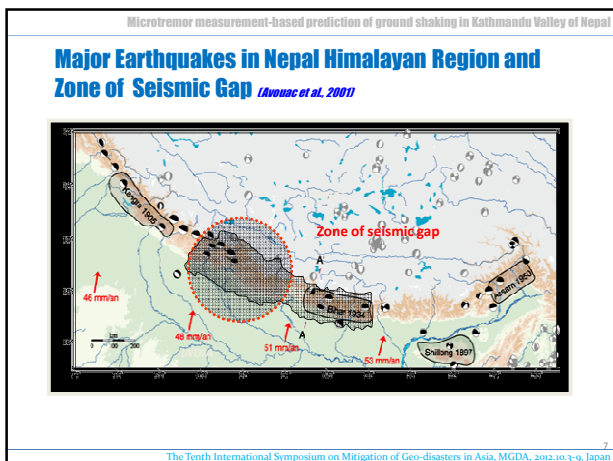 Microtremor measurement-based prediction of ground shaking in Kathmandu Valley of Nepal
Major Earthquakes in Nepal Himalayan Region and
Zone of Seismic Gap (Avouac et al., 2001)
Kangra 1905
Zone of seismic gap
A
Assam 1950
46 mm/an
Bihar 1934
48 mm/an
51 mm/an
A
53 mm/an
Shillong 1897
7
The Tenth International Symposium on Mitigation of Geo-disasters in Asia, MGDA, 2012.10.3-9, Japan